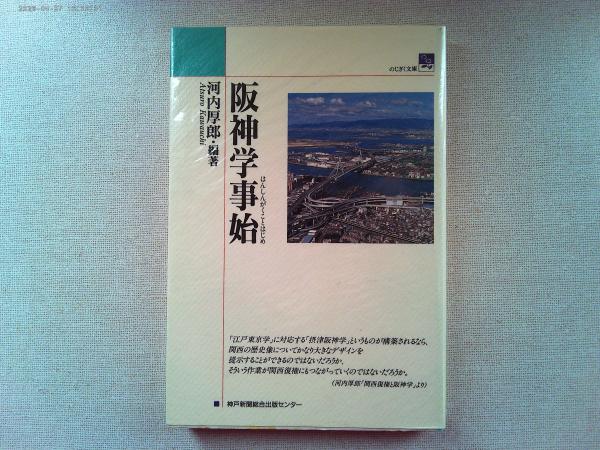 のじぎく文庫
阪神学事始
はんしんがくことはじめ
河内厚郎・編著
Atsuro Kawauchi
「江戸東京学」に対応する「摂津阪神学」というものが構築されるなら、
関西の歴史像についてかなり大きなデザインを
提示することができるのではないだろうか。
そういう作業が関西復権にもつながっていくのではないだろうか。
（河内厚郎「関西復権と阪神学」より）
神戸新聞総合出版センター